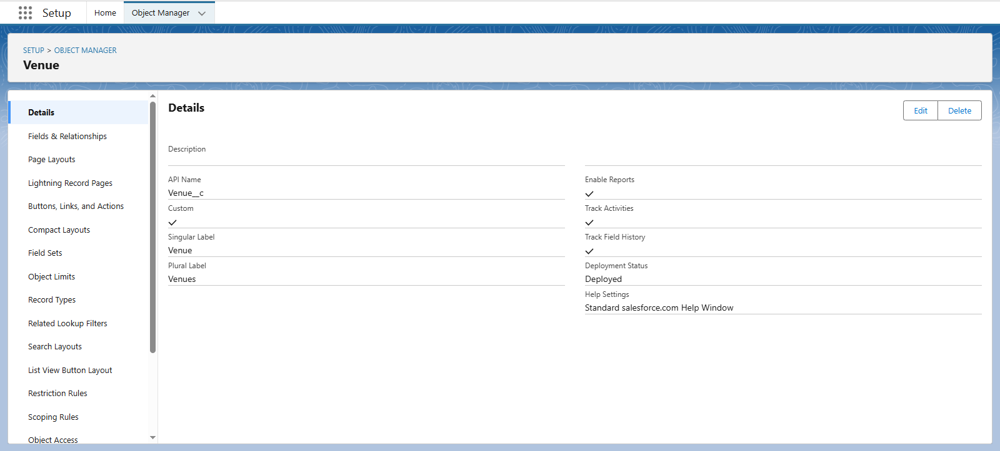 Setup
Home
Object Manager
SETUP > OBJECT MANAGER
Venue
Details
Fields & Relationships
Page Layouts
Lightning Record Pages
Buttons, Links, and Actions
Compact Layouts
Field Sets
Object Limits
Record Types
Related Lookup Filters
Search Layouts
List View Button Layout
Restriction Rules
Scoping Rules
Object Access
Details
Edit
Delete
Description
API Name
Venue__c
Custom
Singular Label
Venue
Plural Label
Venues
Enable Reports
Track Activities
Track Field History
Deployment Status
Deployed
Help Settings
Standard salesforce.com Help Window